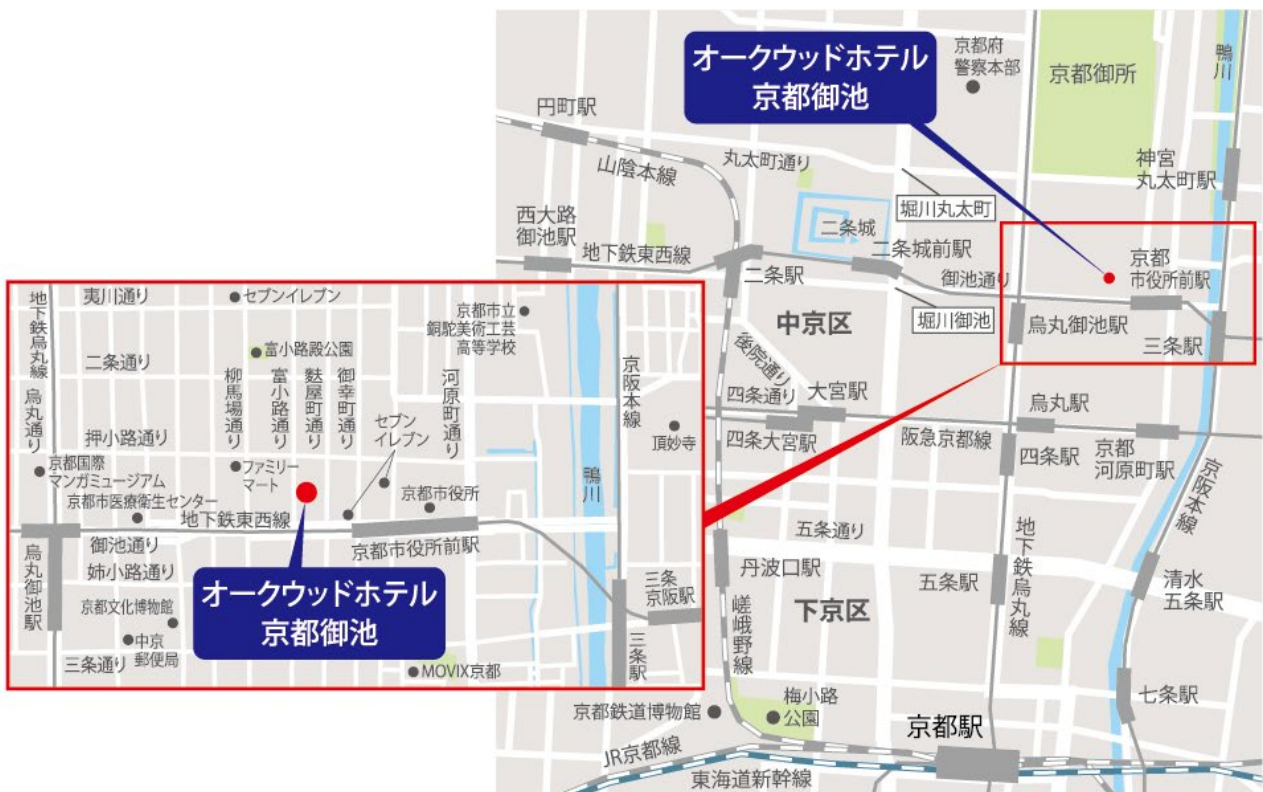 オークウッドホテル
京都御池
京都府
警察本部
京都御所
鴨川
円町駅
山陰本線
丸太町通り
神宮
丸太町駅
堀川丸太町
西大路
御池駅
地下鉄東西線
二条城
二条城前駅
二条駅
御池通り
京都
市役所前駅
堀川御池
烏丸御池駅
三条駅
中京区
後院通り
四条通り
大宮駅
四条大宮駅
阪急京都線
烏丸駅
四条駅
京都
河原町駅
京阪本線
五条通り
丹波口駅
五条駅
地下鉄烏丸線
清水
五条駅
下京区
嵯峨野線
七条駅
京都鉄道博物館
梅小路
公園
京都駅
JR京都線
東海道新幹線
地下鉄烏丸線
夷川通り
セブンイレブン
京都市立
銅駝美術工芸
高等学校
富小路殿公園
二条通り
烏丸通り
柳馬場通り
富小路通り
麩屋町通り
御幸町通り
河原町通り
京阪本線
セブン
イレブン
押小路通り
頂妙寺
京都国際
マンガミュージアム
ファミリー
マート
京都市医療衛生センター
京都市役所
鴨川
地下鉄東西線
御池通り
京都市役所前駅
烏丸御池駅
姉小路通り
オークウッドホテル
京都御池
三条
京阪駅
京都文化博物館
中京
郵便局
三条通り
三条駅
MOVIX京都